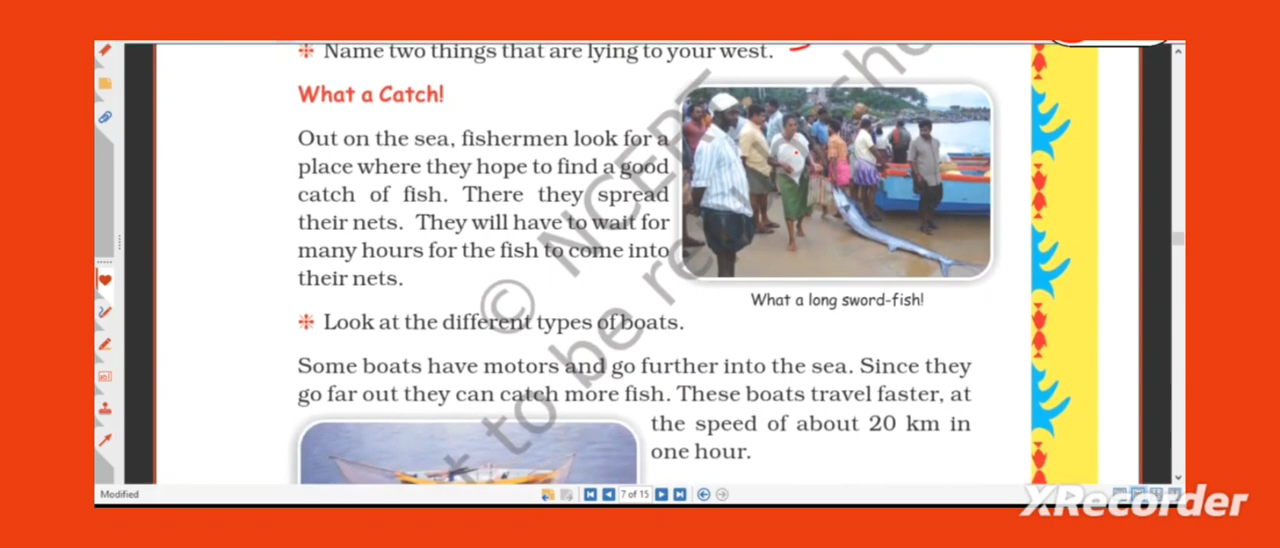 Name two things that are lying to your west.
What a Catch!
Out on the sea, fishermen look for a
place where they hope to find a good
catch of fish. There they spread
their nets. They will have to wait for
many hours for the fish to come into
their nets.
What a long sword-fish!
Look at the different types of boats.
Some boats have motors and go further into the sea. Since they
go far out they can catch more fish. These boats travel faster, at
the speed of about 20 km in
one hour.
© NCERT
to be re
Modified
7 of 15
XRecorder